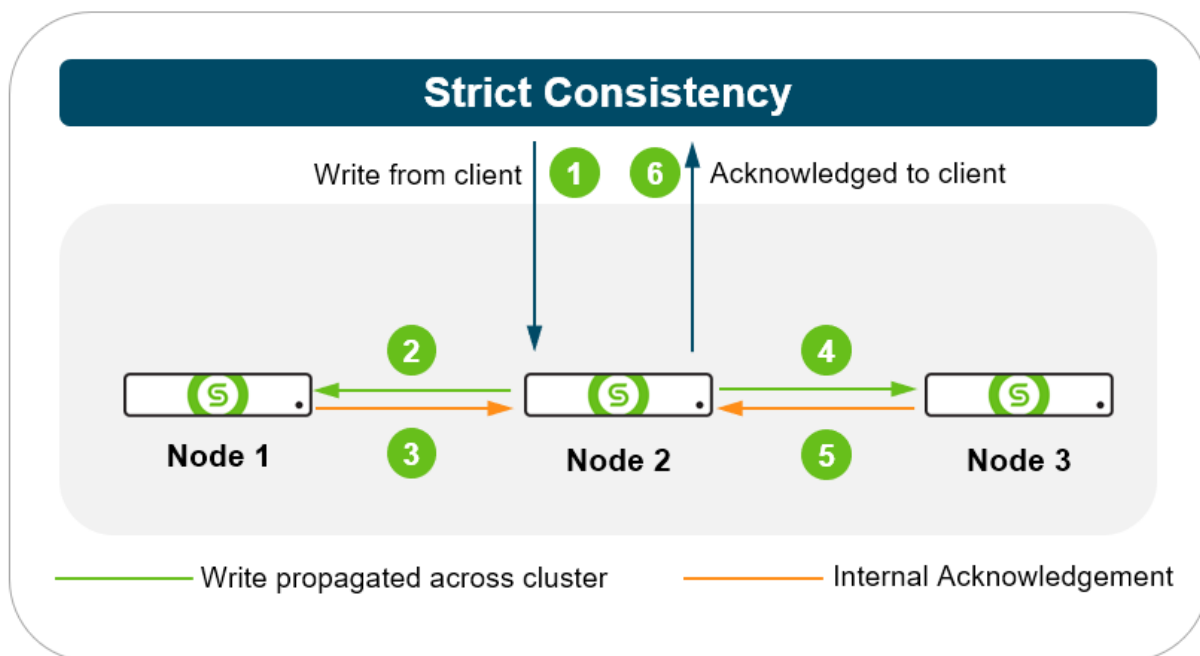 Strict Consistency
Write from client
1
6
Acknowledged to client
2
4
Node 1
3
Node 2
5
Node 3
Write propagated across cluster
Internal Acknowledgement